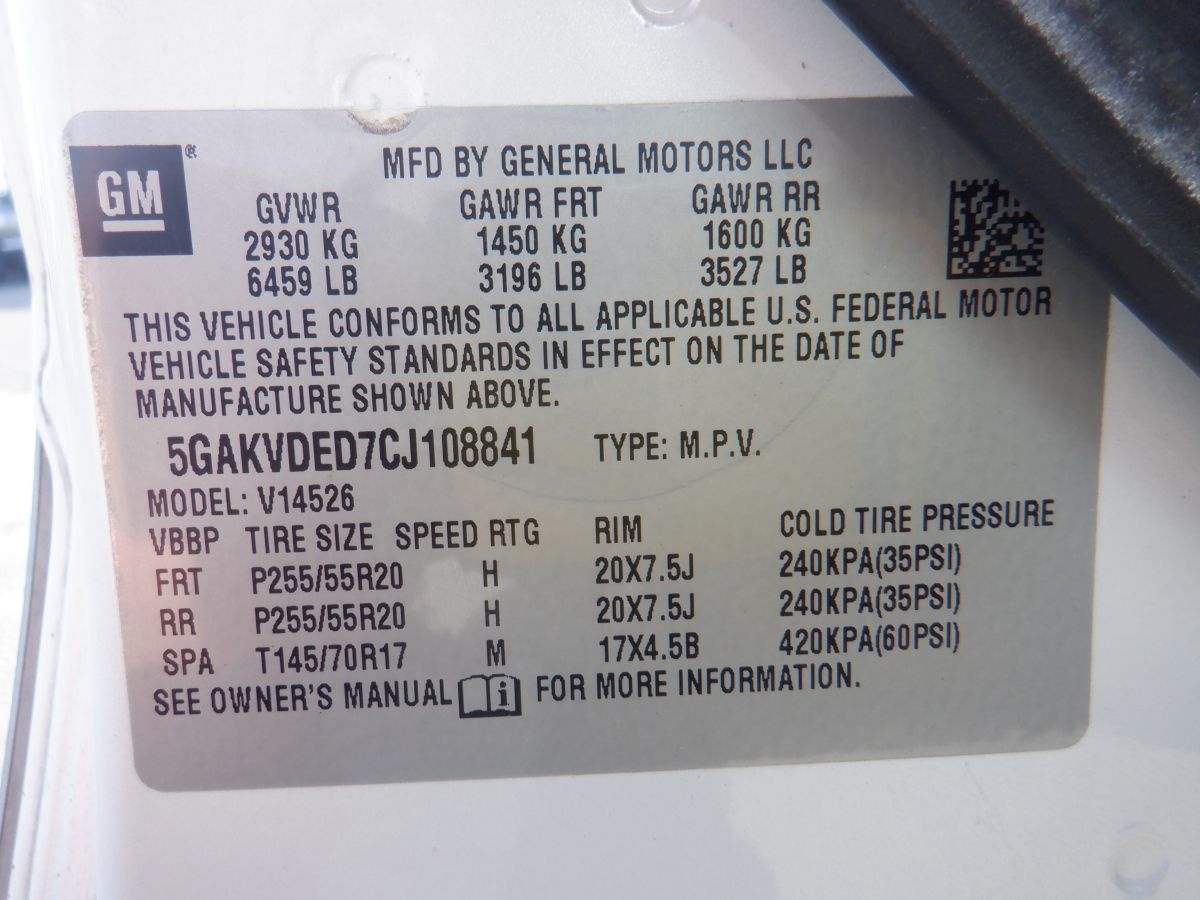 GM ® MFD BY GENERAL MOTORS LLC
GVWR GAWR FRT GAWR RR
2930 KG 1450 KG 1600 KG
6459 LB 3196 LB 3527 LB
THIS VEHICLE CONFORMS TO ALL APPLICABLE U.S. FEDERAL MOTOR
VEHICLE SAFETY STANDARDS IN EFFECT ON THE DATE OF
MANUFACTURE SHOWN ABOVE.
5GAKVDED7CJ108841 TYPE: M.P.V.
MODEL: V14526
VBBP TIRE SIZE SPEED RTG RIM COLD TIRE PRESSURE
FRT P255/55R20 H 20X7.5J 240KPA(35PSI)
RR P255/55R20 H 20X7.5J 240KPA(35PSI)
SPA T145/70R17 M 17X4.5B 420KPA(60PSI)
SEE OWNER'S MANUAL i FOR MORE INFORMATION.